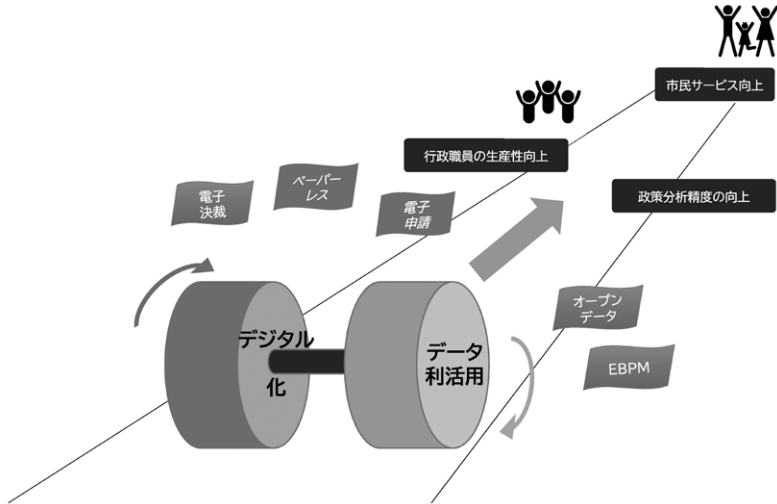 市民サービス向上
行政職員の生産性向上
政策分析精度の向上
電子
決裁
ペーパー
レス
電子
申請
オープン
データ
EBPM
デジタル
化
データ
利活用